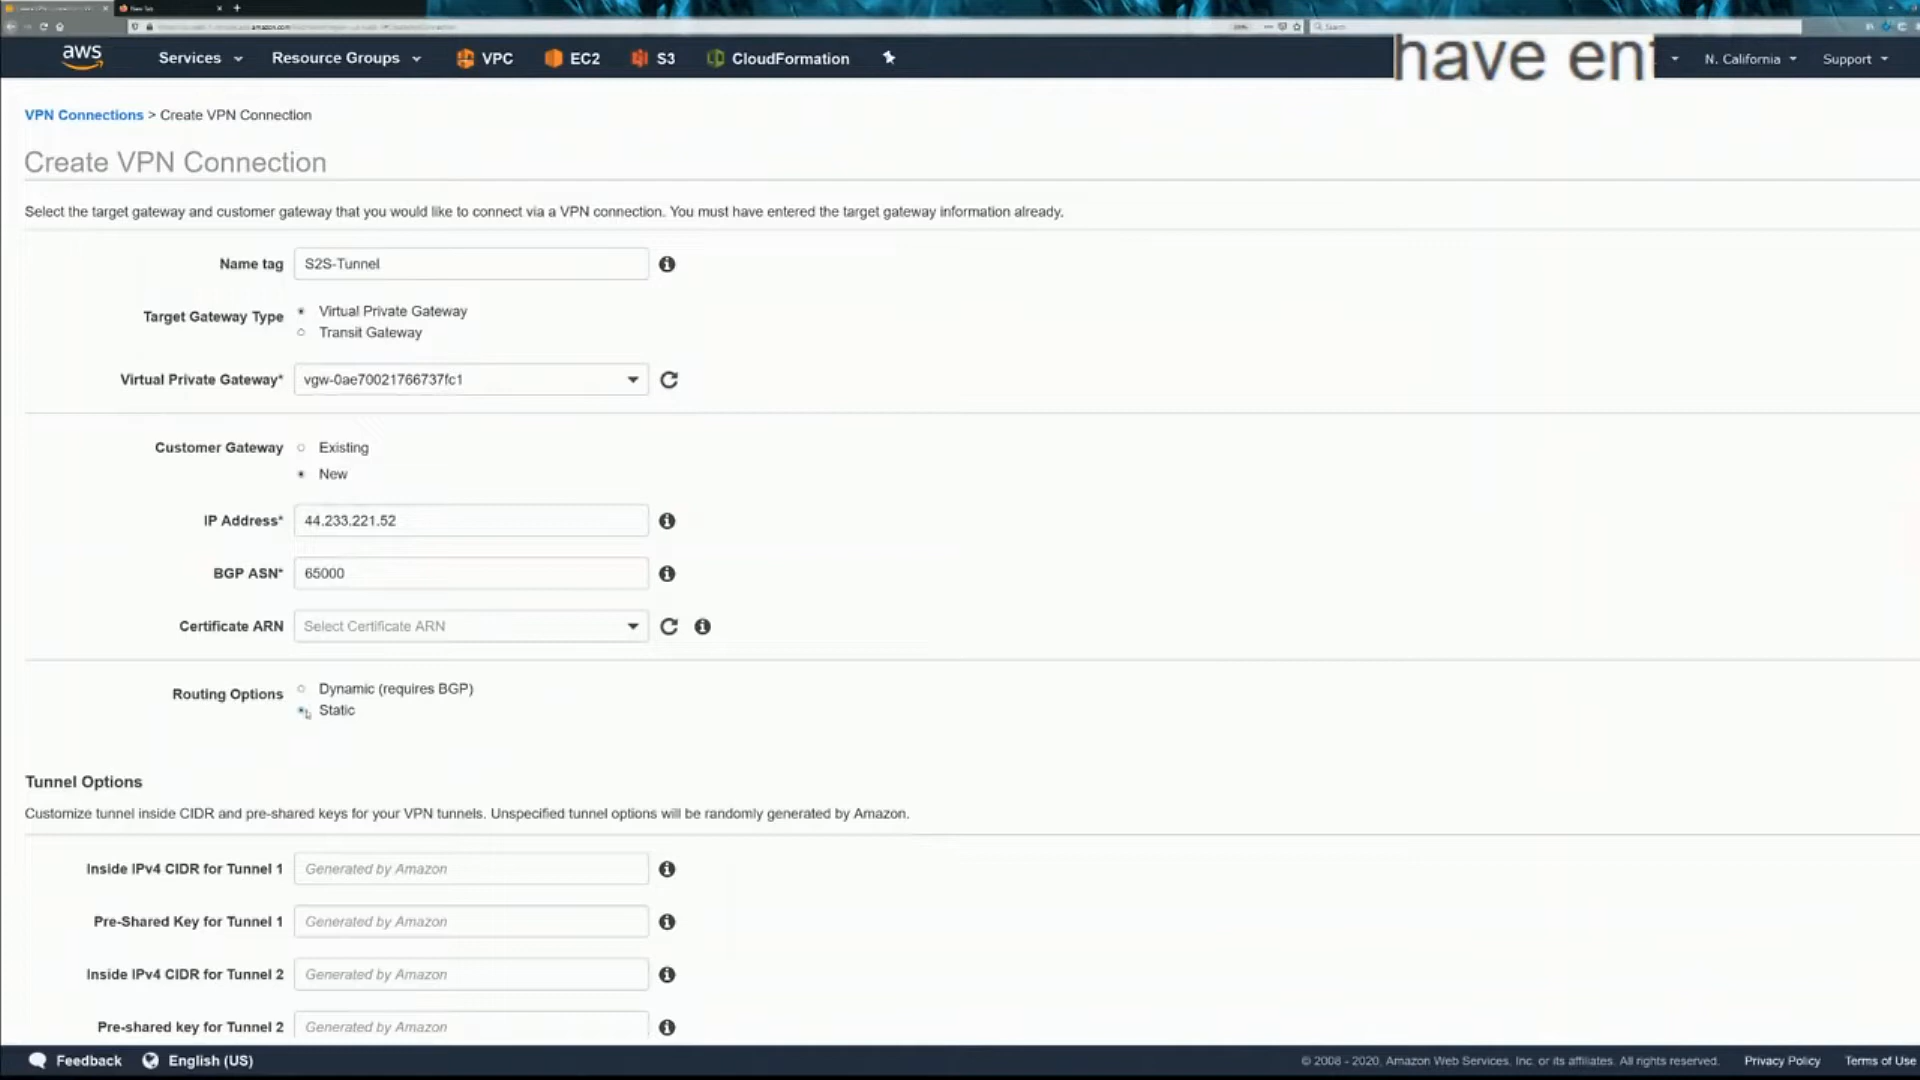 New Tab
Search
aws Services Resource Groups VPC EC2 S3 CloudFormation have ent N. California Support
VPN Connections > Create VPN Connection
Create VPN Connection
Select the target gateway and customer gateway that you would like to connect via a VPN connection. You must have entered the target gateway information already.
Name tag S2S-Tunnel
Target Gateway Type Virtual Private Gateway
Transit Gateway
Virtual Private Gateway* vgw-0ae70021766737fc1
Customer Gateway Existing
New
IP Address* 44.233.221.52
BGP ASN* 65000
Certificate ARN Select Certificate ARN
Routing Options Dynamic (requires BGP)
Static
Tunnel Options
Customize tunnel inside CIDR and pre-shared keys for your VPN tunnels. Unspecified tunnel options will be randomly generated by Amazon.
Inside IPv4 CIDR for Tunnel 1 Generated by Amazon
Pre-Shared Key for Tunnel 1 Generated by Amazon
Inside IPv4 CIDR for Tunnel 2 Generated by Amazon
Pre-shared key for Tunnel 2 Generated by Amazon
Feedback English (US) © 2008 - 2020, Amazon Web Services, Inc. or its affiliates. All rights reserved. Privacy Policy Terms of Use